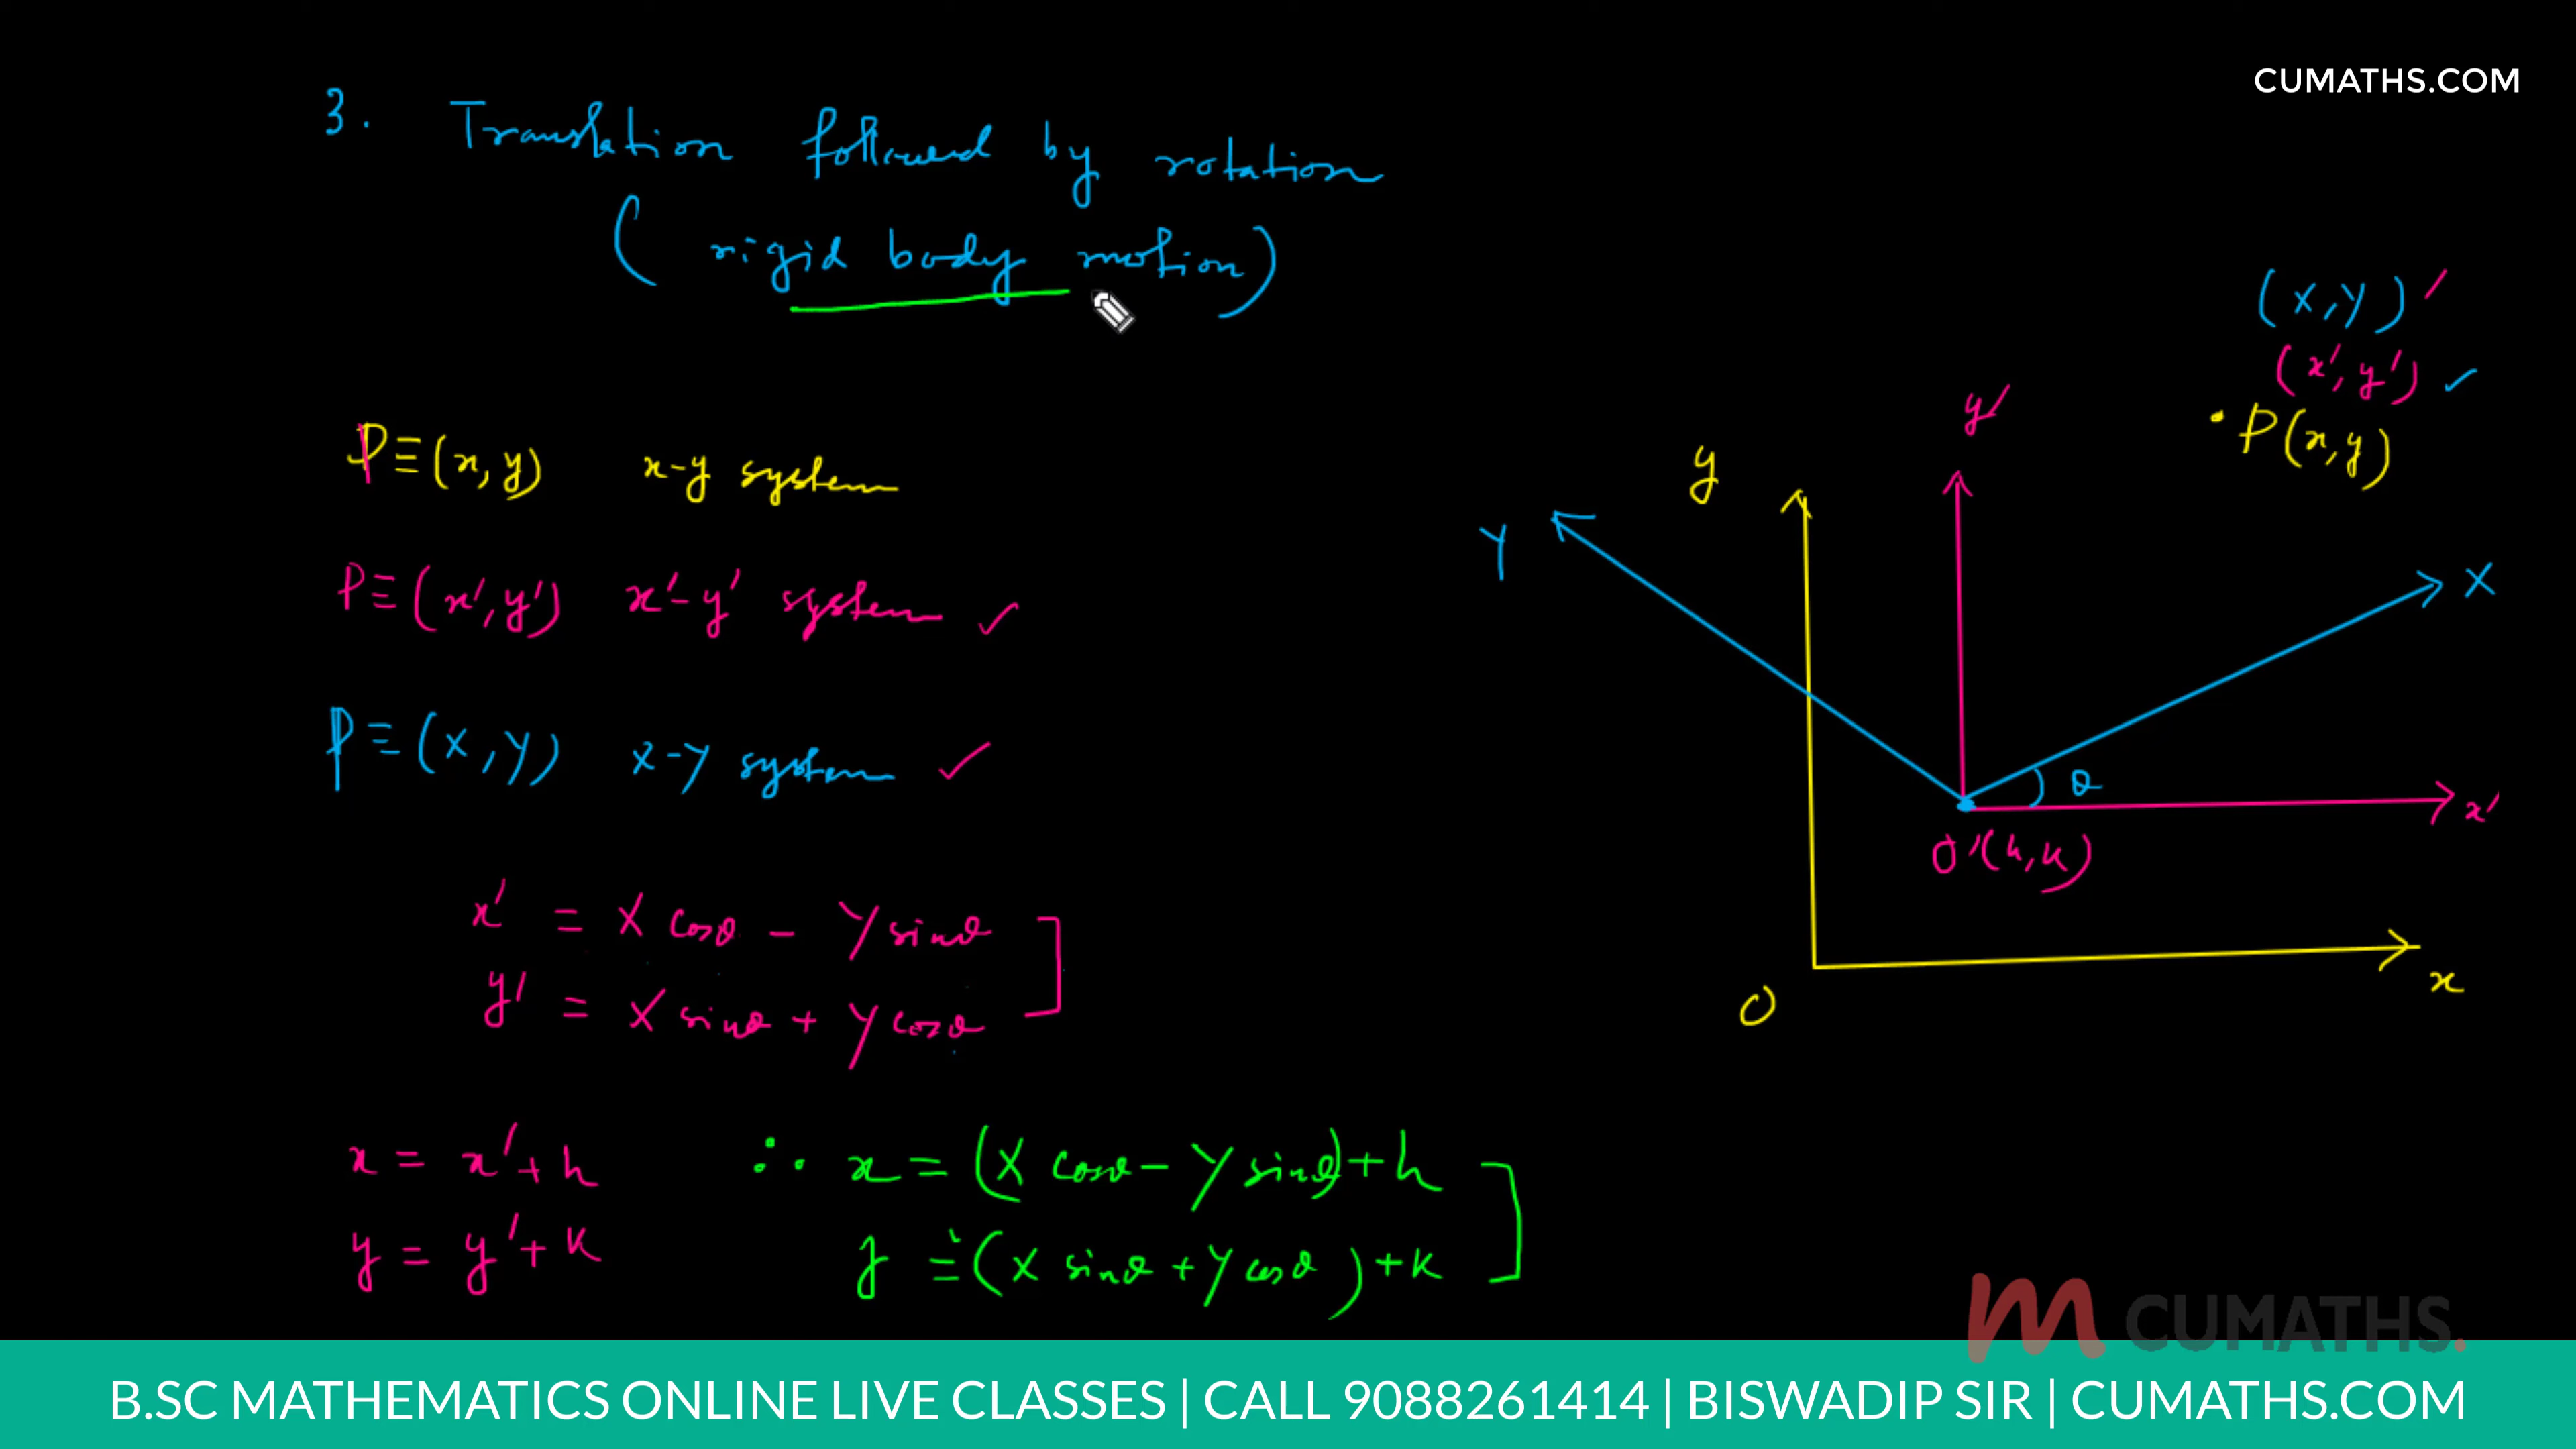 CUMATHS.COM
3. Translation followed by rotation
(rigid body motion)
P≡(x,y) x-y system
P≡(x',y') x'-y' system ✓
P≡(X,Y) X-Y system ✓
x' = X cosθ - Y sinθ
y' = X sinθ + Y cosθ
x = x'+h
y = y'+k
∴ x = (X cosθ - Y sinθ)+h
y = (X sinθ + Y cosθ)+k
(X,Y)
(x',y') ✓
P(x,y)
y'
y
Y
X
θ
x'
O'(h,k)
x
O
CUMATHS.
B.SC MATHEMATICS ONLINE LIVE CLASSES | CALL 9088261414 | BISWADIP SIR | CUMATHS.COM